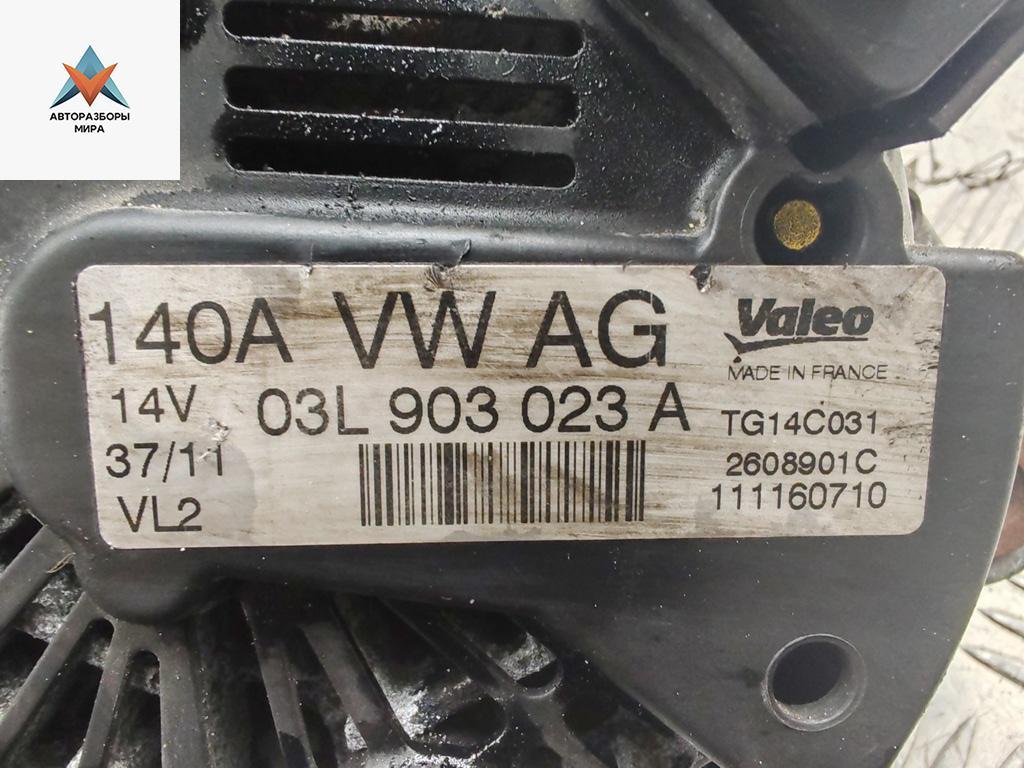 АВТОРАЗБОРЫ
МИРА
140A VW AG
Valeo
MADE IN FRANCE
14V
03L 903 023 A
TG14C031
37/11
2608901C
VL2
111160710